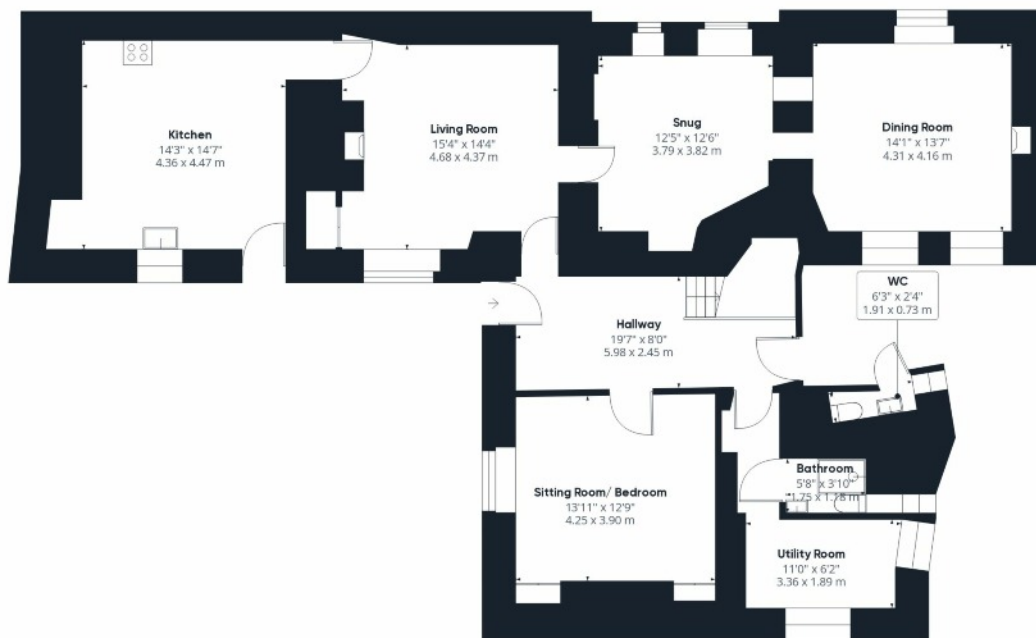 Kitchen
14'3" x 14'7"
4.36 x 4.47 m
Living Room
15'4" x 14'4"
4.68 x 4.37 m
Snug
12'5" x 12'6"
3.79 x 3.82 m
Dining Room
14'1" x 13'7"
4.31 x 4.16 m
WC
6'3" x 2'4"
1.91 x 0.73 m
Hallway
19'7" x 8'0"
5.98 x 2.45 m
Sitting Room/ Bedroom
13'11" x 12'9"
4.25 x 3.90 m
Bathroom
5'8" x 3'10"
1.75 x 1.18 m
Utility Room
11'0" x 6'2"
3.36 x 1.89 m